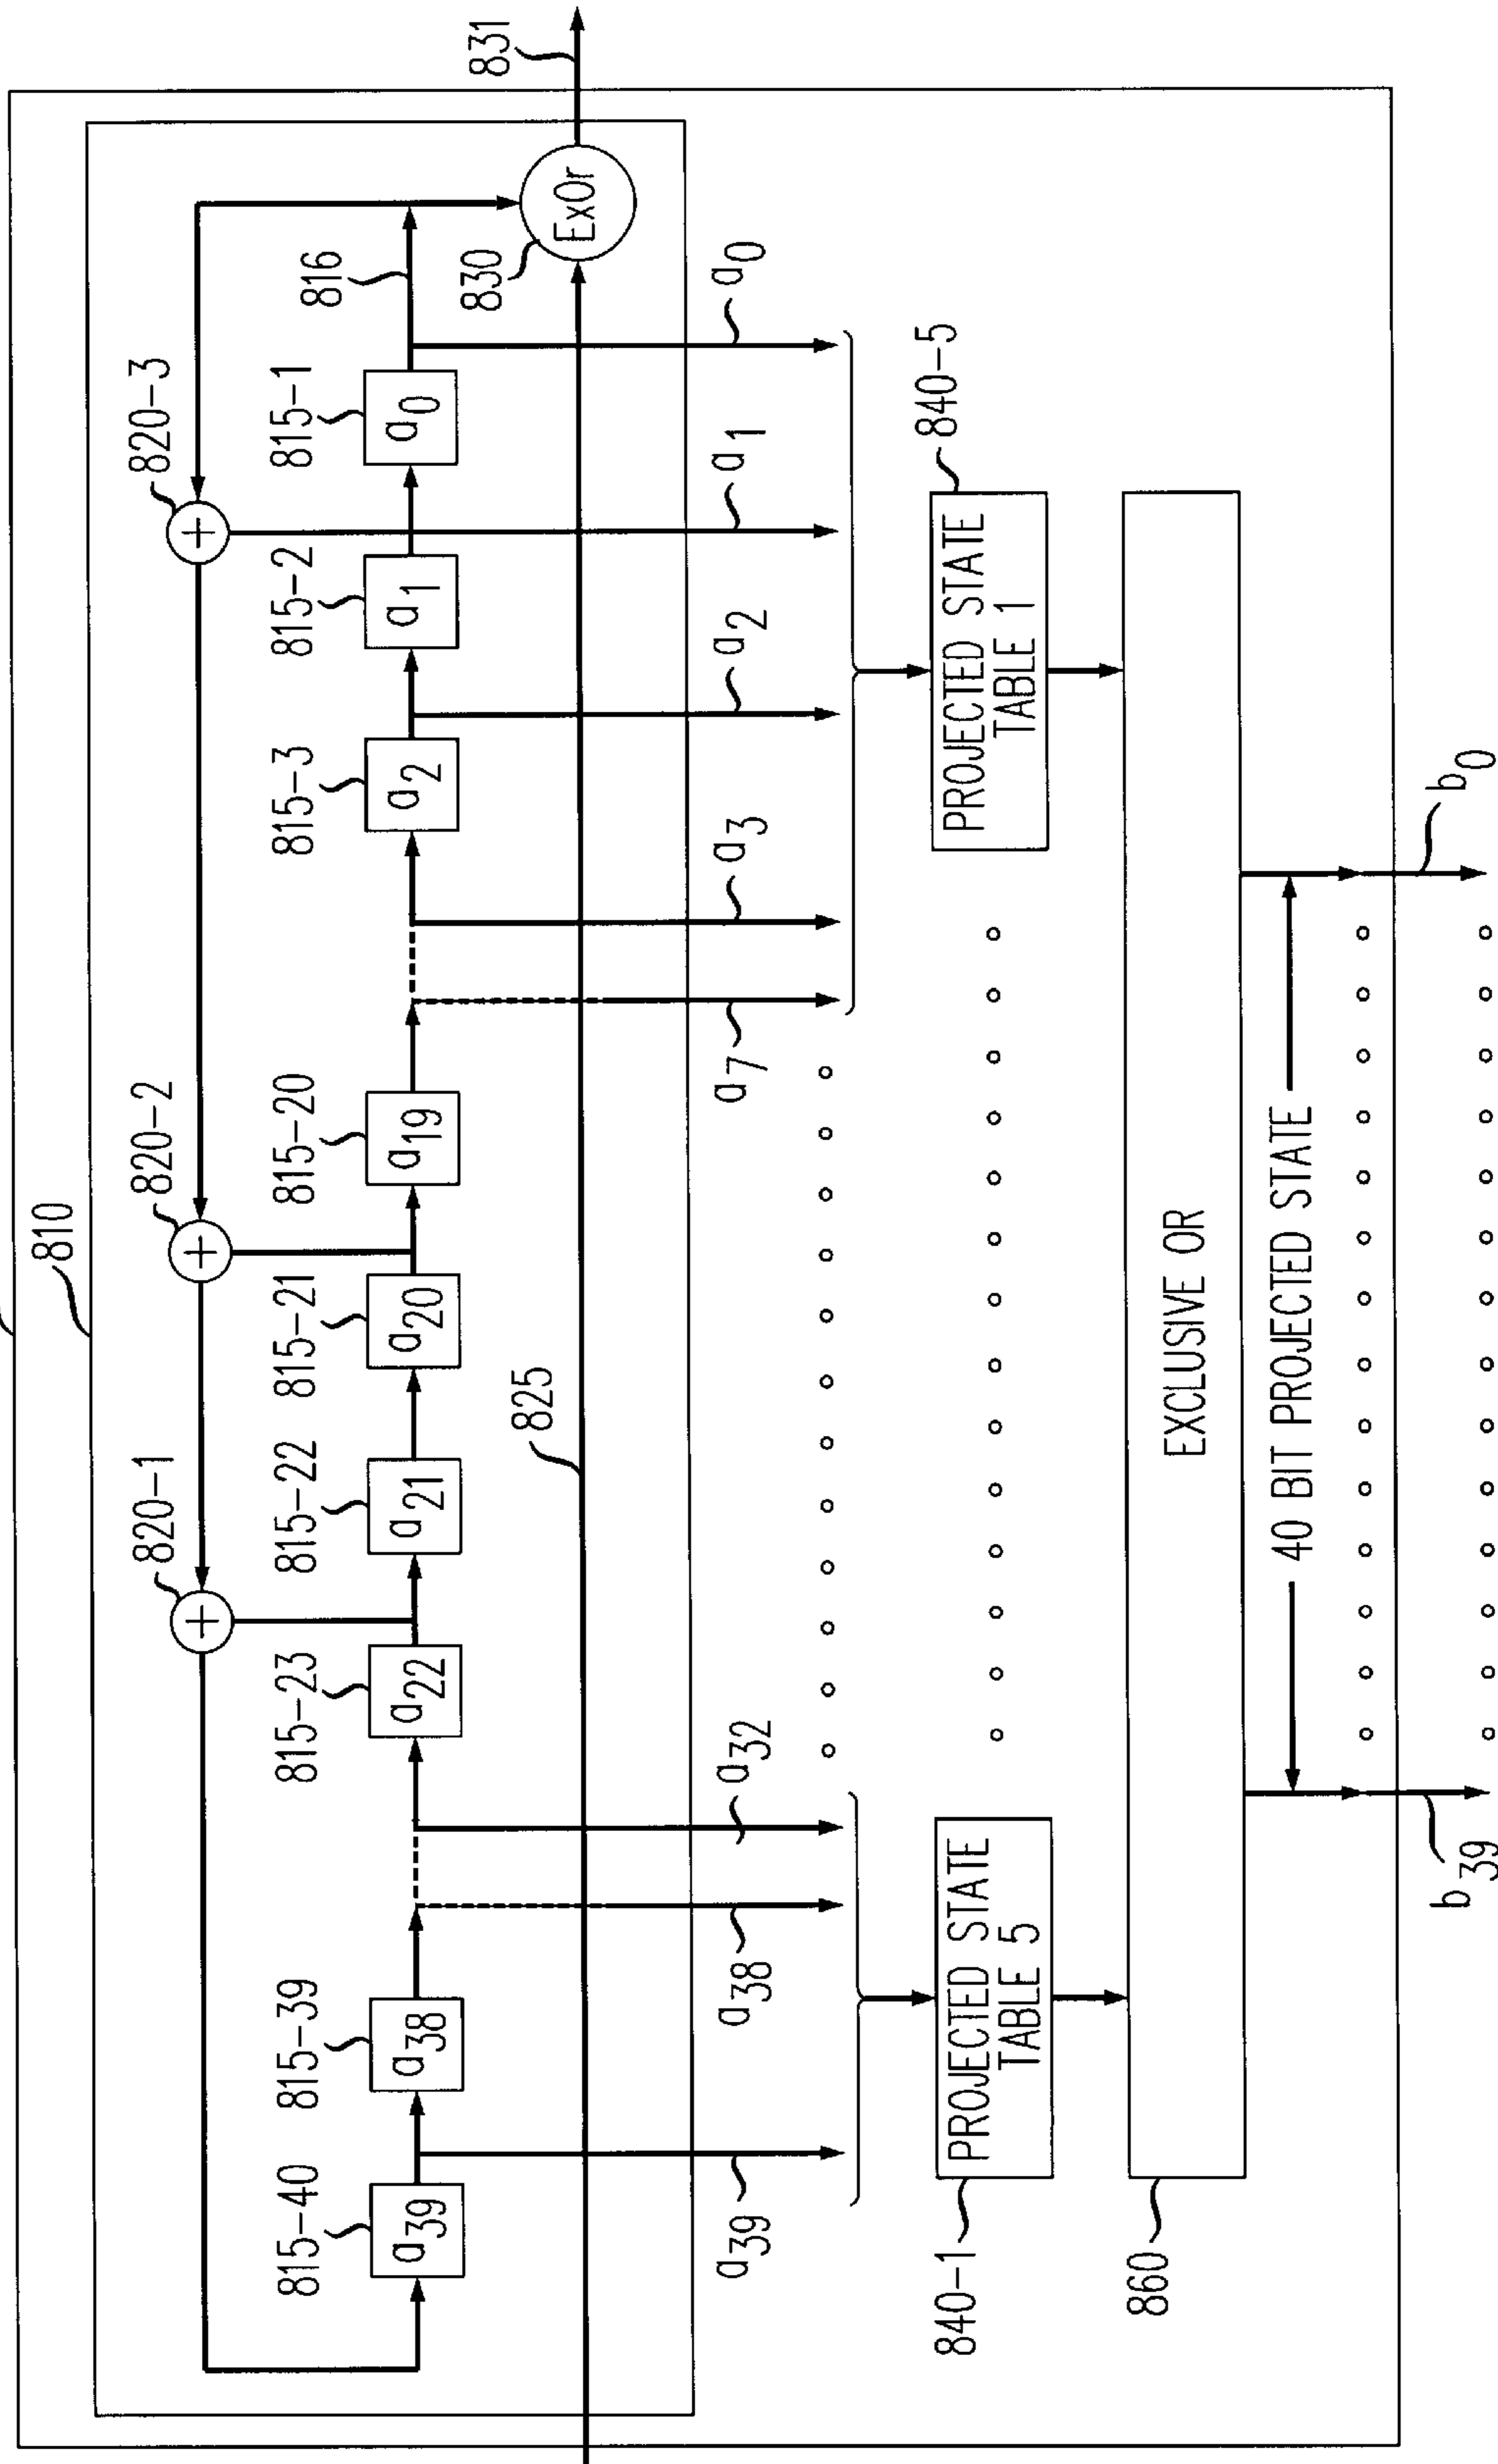 810
820-1
820-2
820-3
815-40
815-39
815-23
815-22
815-21
815-20
815-3
815-2
815-1
816
a39
a38
a22
a21
a20
a19
a2
a1
a0
830
ExOr
831
825
a39
a38
a32
a7
a3
a2
a1
a0
840-1
PROJECTED STATE
TABLE 5
PROJECTED STATE
TABLE 1
840-5
860
EXCLUSIVE OR
40 BIT PROJECTED STATE
b39
b0